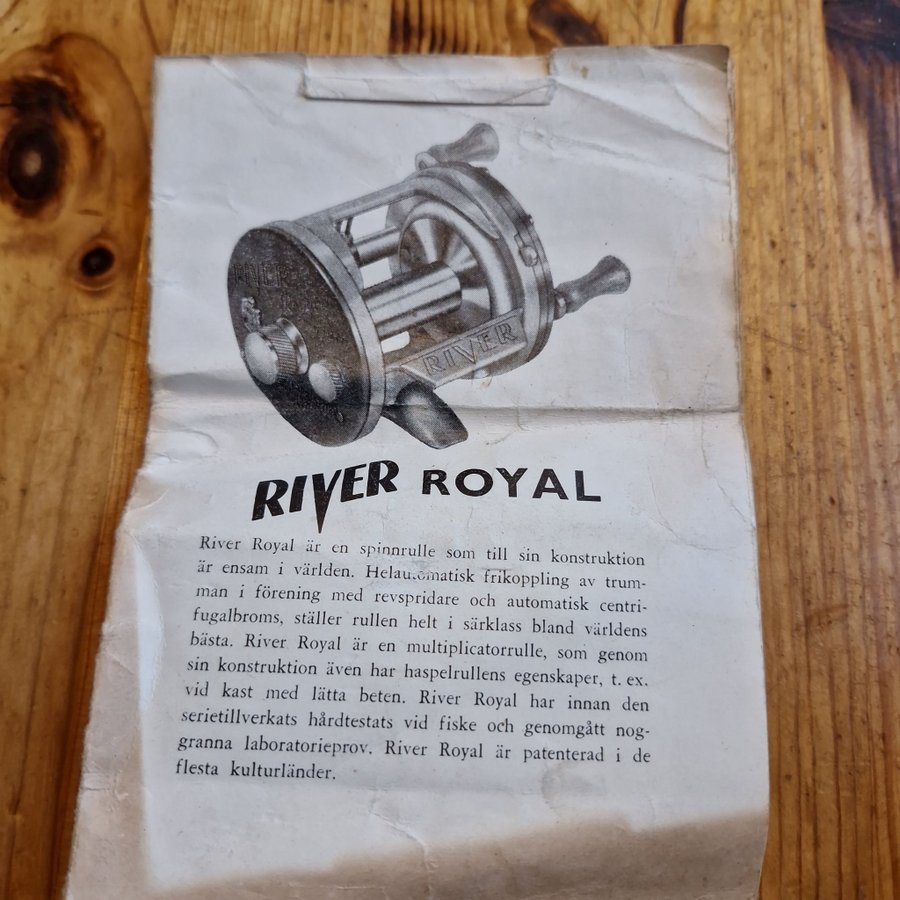 RIVER
RIVER
RIVER ROYAL
River Royal är en spinnrulle som till sin konstruktion
är ensam i världen. Helautomatisk frikoppling av trum-
man i förening med revspridare och automatisk centri-
fugalbroms, ställer rullen helt i särklass bland världens
bästa. River Royal är en multiplicatorrulle, som genom
sin konstruktion även har haspelrullens egenskaper, t. ex.
vid kast med lätta beten. River Royal har innan den
serietillverkats hårdtestats vid fiske och genomgått nog-
granna laboratorieprov. River Royal är patenterad i de
flesta kulturländer.